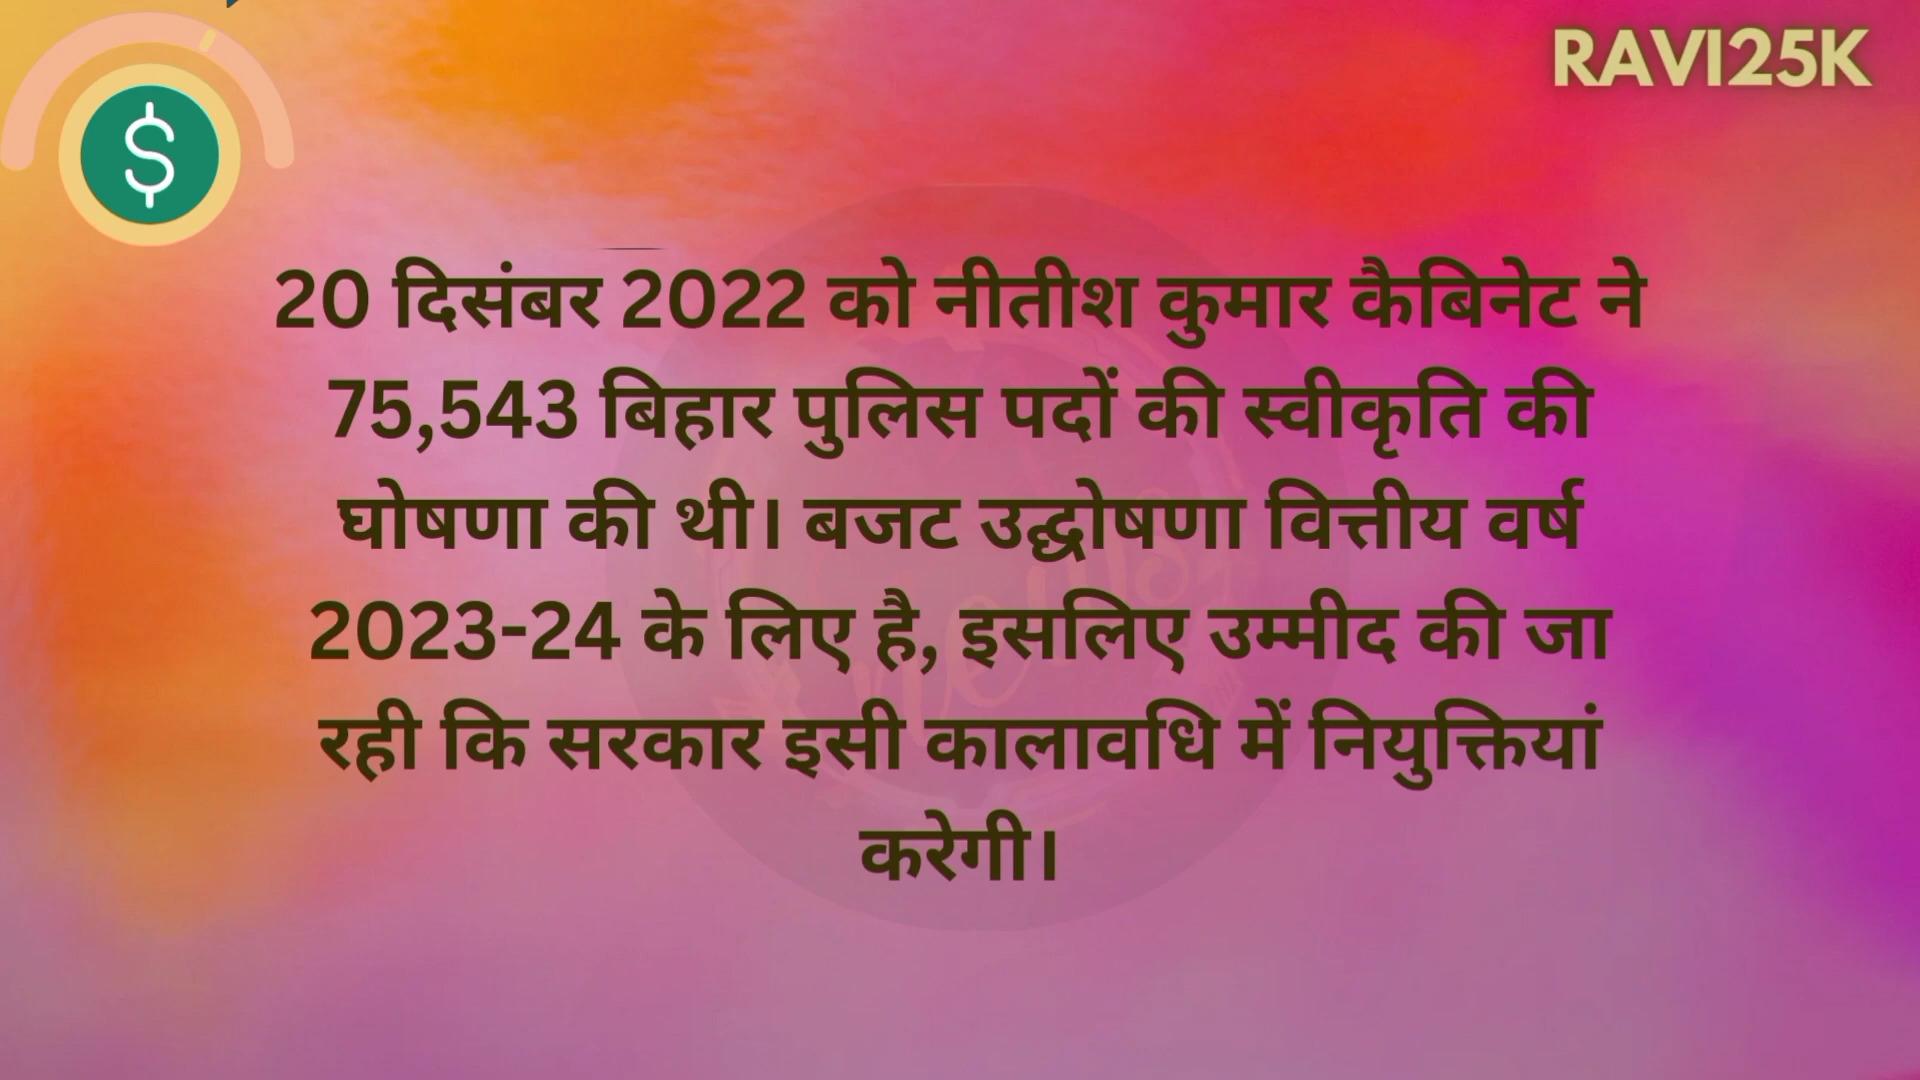 RAVI25K
$
20 दिसंबर 2022 को नीतीश कुमार कैबिनेट ने
75,543 बिहार पुलिस पदों की स्वीकृति की
घोषणा की थी। बजट उद्घोषणा वित्तीय वर्ष
2023-24 के लिए है, इसलिए उम्मीद की जा
रही कि सरकार इसी कालावधि में नियुक्तियां
करेगी।